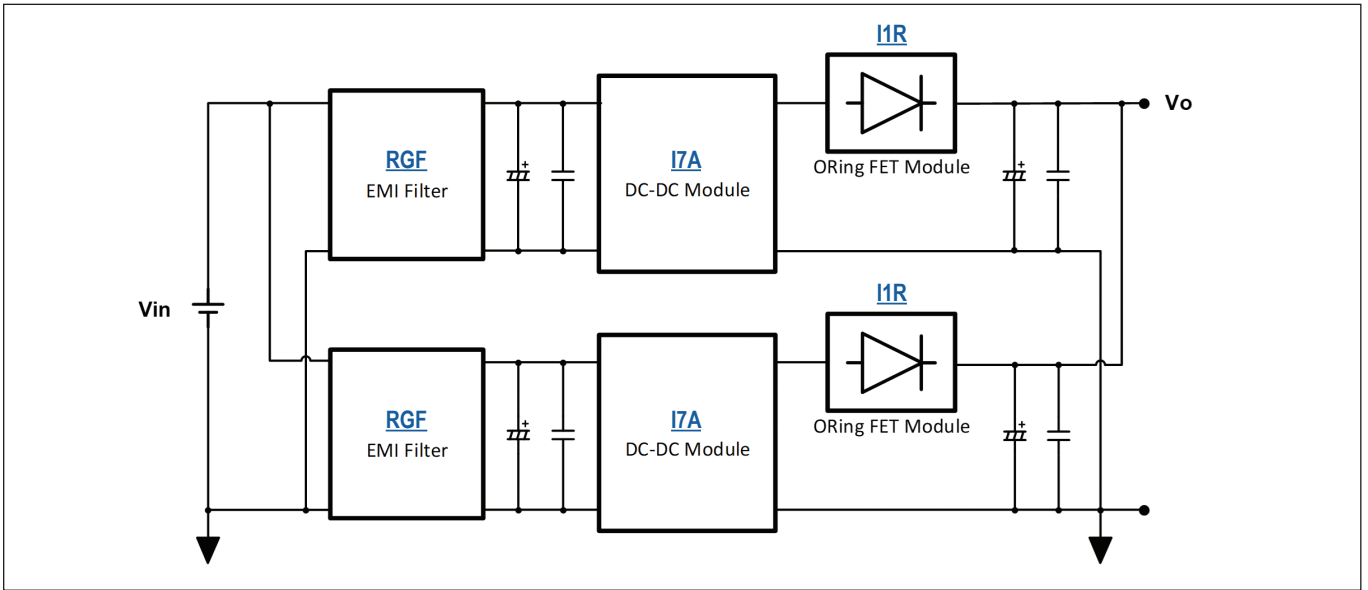 I1R
Vo
RGF
EMI Filter
+
I7A
DC-DC Module
ORing FET Module
+
Vin
I1R
RGF
EMI Filter
+
I7A
DC-DC Module
ORing FET Module
+